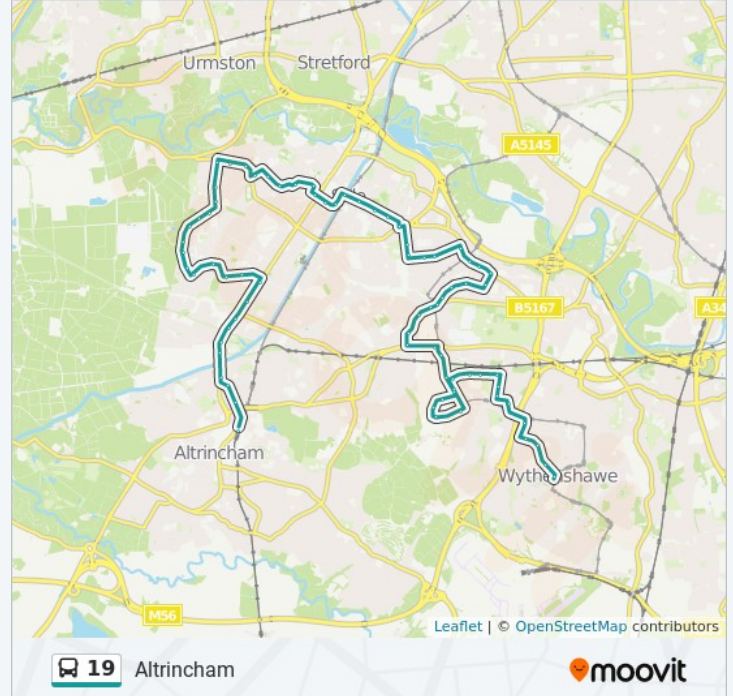 Urmston
Stretford
A5145
B5167
A34
Altrincham
Wythenshawe
M56
Leaflet | © OpenStreetMap contributors
19 Altrincham
moovit